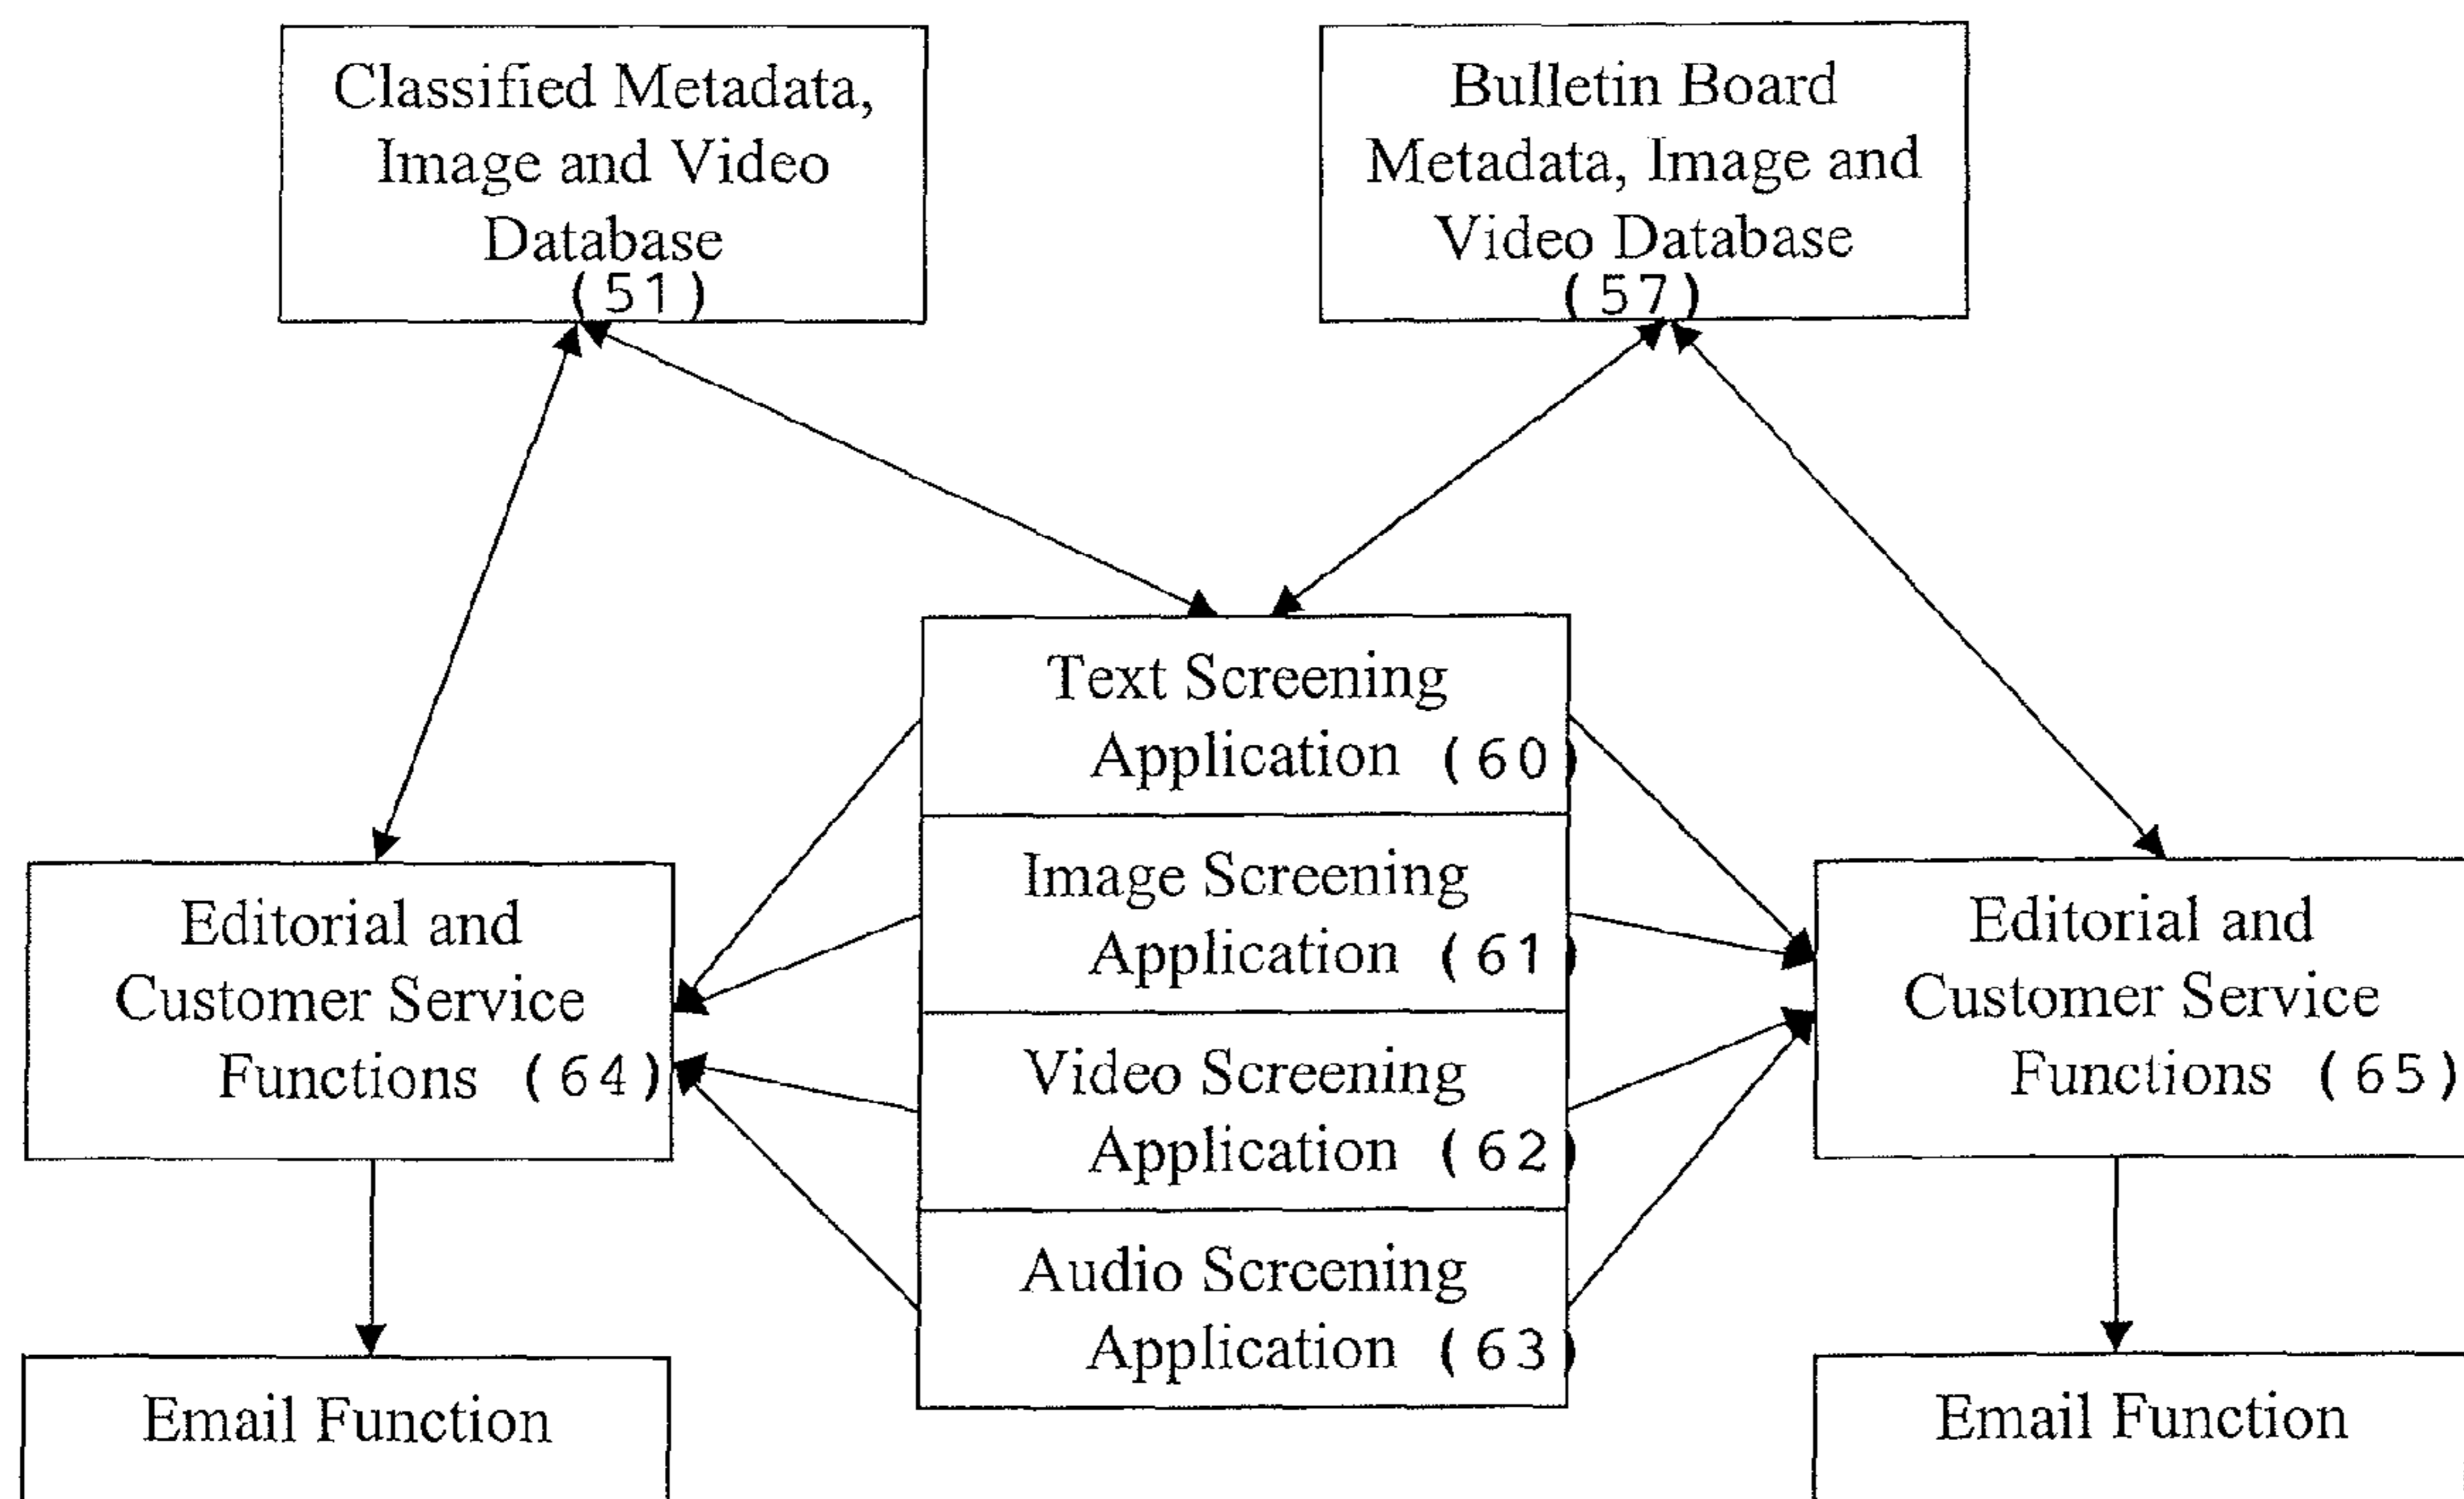 Classified Metadata,
Image and Video
Database
(51)
Bulletin Board
Metadata, Image and
Video Database
(57)
Text Screening
Application (60)
Image Screening
Application (61)
Video Screening
Application (62)
Audio Screening
Application (63)
Editorial and
Customer Service
Functions (64)
Editorial and
Customer Service
Functions (65)
Email Function
Email Function